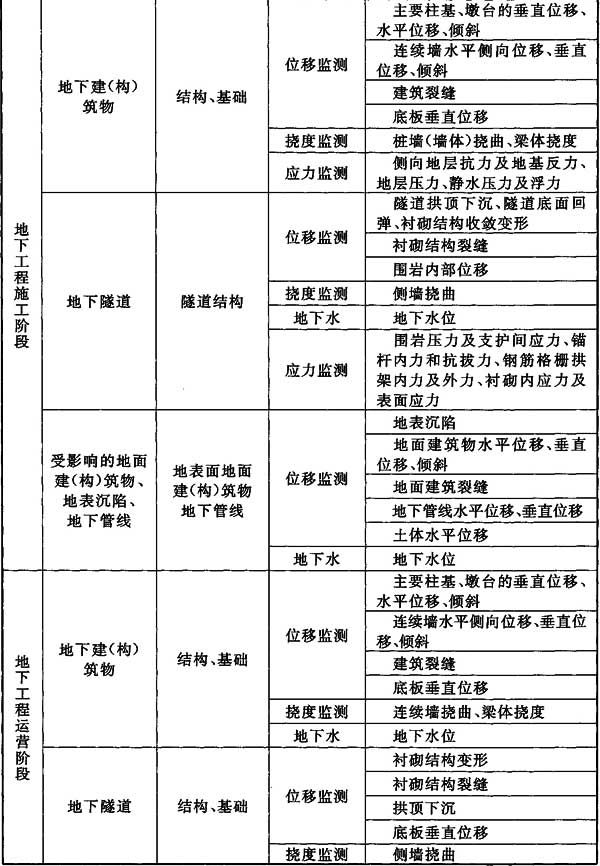 主要柱基、墩台的垂直位移、
水平位移、倾斜
连续墙水平侧向位移、垂直
位移、倾斜
位移监测
建筑裂缝
底板垂直位移
地下建(构)
筑物
结构、基础
挠度监测
桩墙(墙体)挠曲、梁体挠度
应力监测
侧向地层抗力及地基反力、
地层压力、静水压力及浮力
地下工程施工阶段
地下隧道
隧道结构
位移监测
隧道拱顶下沉、隧道底面回
弹、衬砌结构收敛变形
衬砌结构裂缝
围岩内部位移
挠度监测
侧墙挠曲
地下水
地下水位
应力监测
围岩压力及支护间应力、锚
杆内力和抗拔力、钢筋格栅拱
架内力及外力、衬砌内应力及
表面应力
受影响的地面
建(构)筑物、
地表沉陷、
地下管线
地表面地面
建(构)筑物
地下管线
位移监测
地表沉陷
地面建筑物水平位移、垂直
位移、倾斜
地面建筑裂缝
地下管线水平位移、垂直位移
土体水平位移
地下水
地下水位
地下工程运营阶段
地下建(构)
筑物
结构、基础
位移监测
主要柱基、墩台的垂直位移、
水平位移、倾斜
连续墙水平侧向位移、垂直位
移、倾斜
建筑裂缝
底板垂直位移
挠度监测
连续墙挠曲、梁体挠度
地下水
地下水位
地下隧道
结构、基础
位移监测
衬砌结构变形
衬砌结构裂缝
拱顶下沉
底板垂直位移
挠度监测
侧墙挠曲